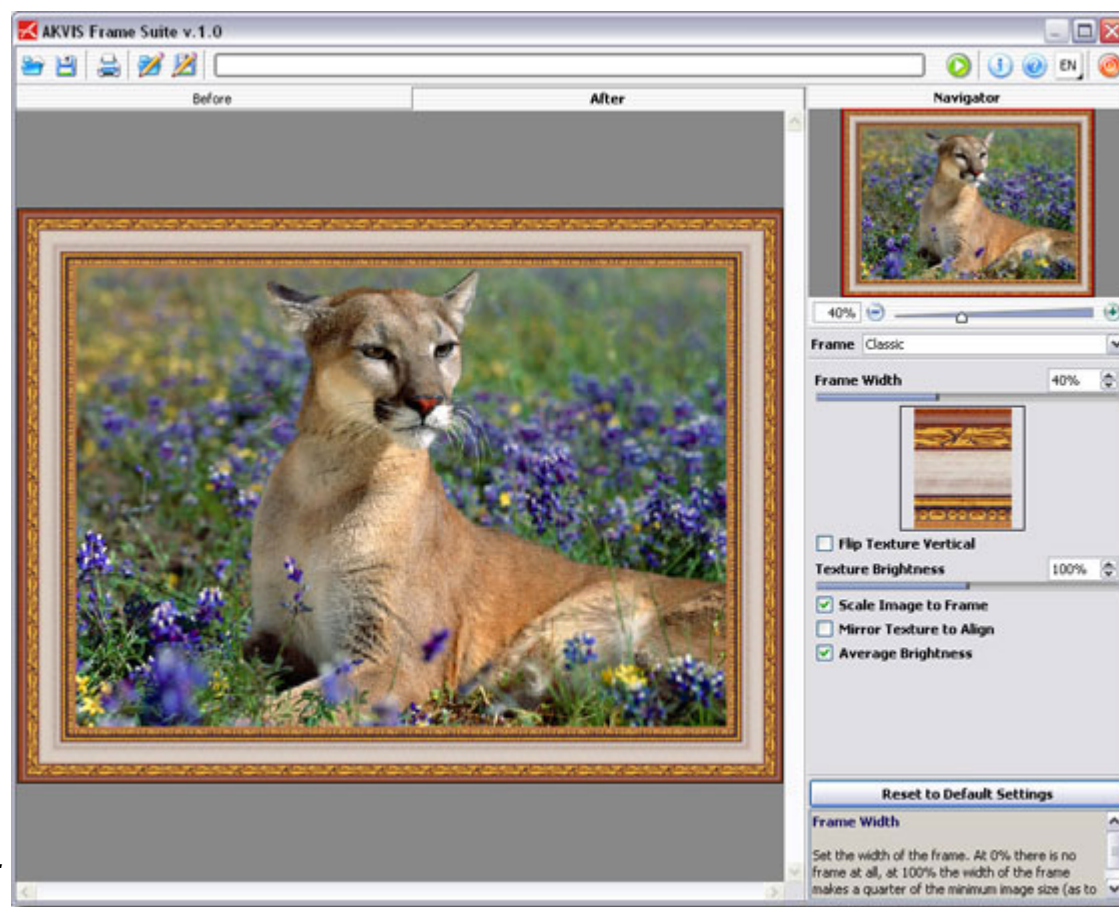 AKVIS Frame Suite v.1.0
EN
Before
After
Navigator
40%
Frame Classic
Frame Width 40%
Flip Texture Vertical
Texture Brightness 100%
Scale Image to Frame
Mirror Texture to Align
Average Brightness
Reset to Default Settings
Frame Width
Set the width of the frame. At 0% there is no
frame at all, at 100% the width of the frame
makes a quarter of the minimum image size (as to